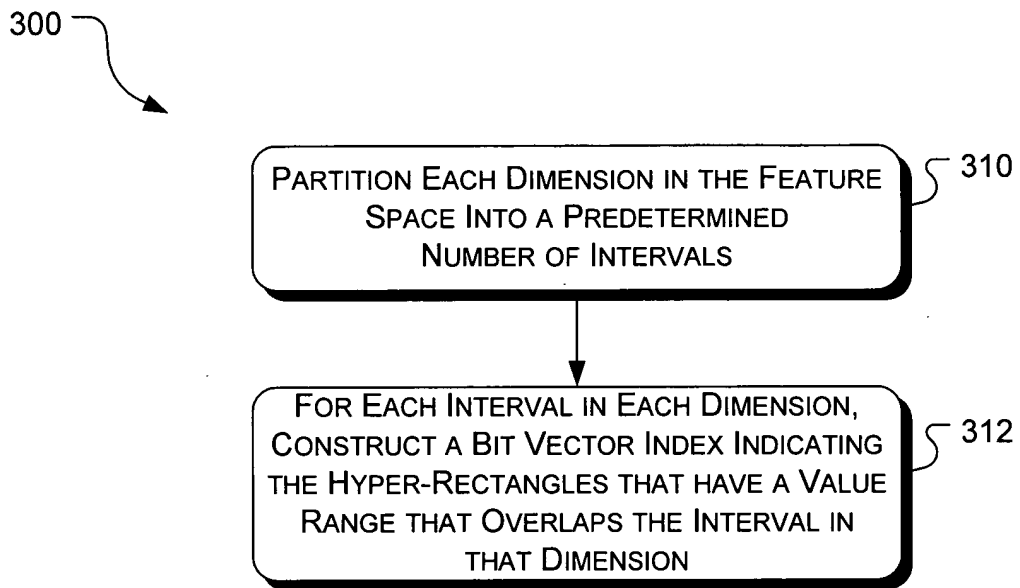 300
PARTITION EACH DIMENSION IN THE FEATURE
SPACE INTO A PREDETERMINED
NUMBER OF INTERVALS
310
FOR EACH INTERVAL IN EACH DIMENSION,
CONSTRUCT A BIT VECTOR INDEX INDICATING
THE HYPER-RECTANGLES THAT HAVE A VALUE
RANGE THAT OVERLAPS THE INTERVAL IN
THAT DIMENSION
312